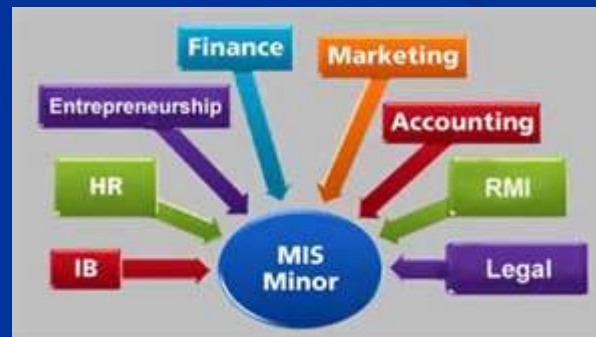 Finance
Marketing
Entrepreneurship
Accounting
HR
RMI
IB
MIS
Minor
Legal